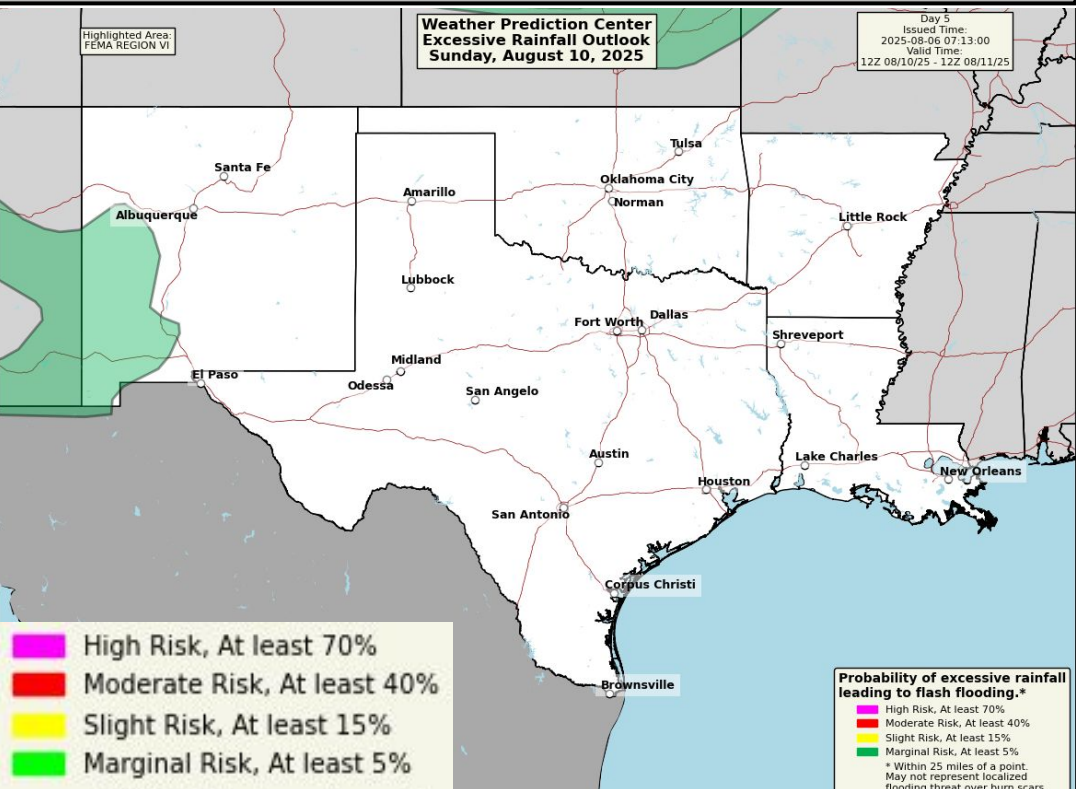 Highlighted Area:
FEMA REGION VI
Weather Prediction Center
Excessive Rainfall Outlook
Sunday, August 10, 2025
Day 5
Issued Time:
2025-08-06 07:13:00
Valid Time:
12Z 08/10/25 - 12Z 08/11/25
Tulsa
Santa Fe
Oklahoma City
Amarillo
Norman
Albuquerque
Little Rock
Lubbock
Dallas
Fort Worth
Shreveport
Midland
El Paso
Odessa
San Angelo
Austin
Lake Charles
New Orleans
Houston
San Antonio
Corpus Christi
Brownsville
High Risk, At least 70%
Moderate Risk, At least 40%
Slight Risk, At least 15%
Marginal Risk, At least 5%
Probability of excessive rainfall
leading to flash flooding.*
High Risk, At least 70%
Moderate Risk, At least 40%
Slight Risk, At least 15%
Marginal Risk, At least 5%
* Within 25 miles of a point.
May not represent localized
flooding threat over burn scars